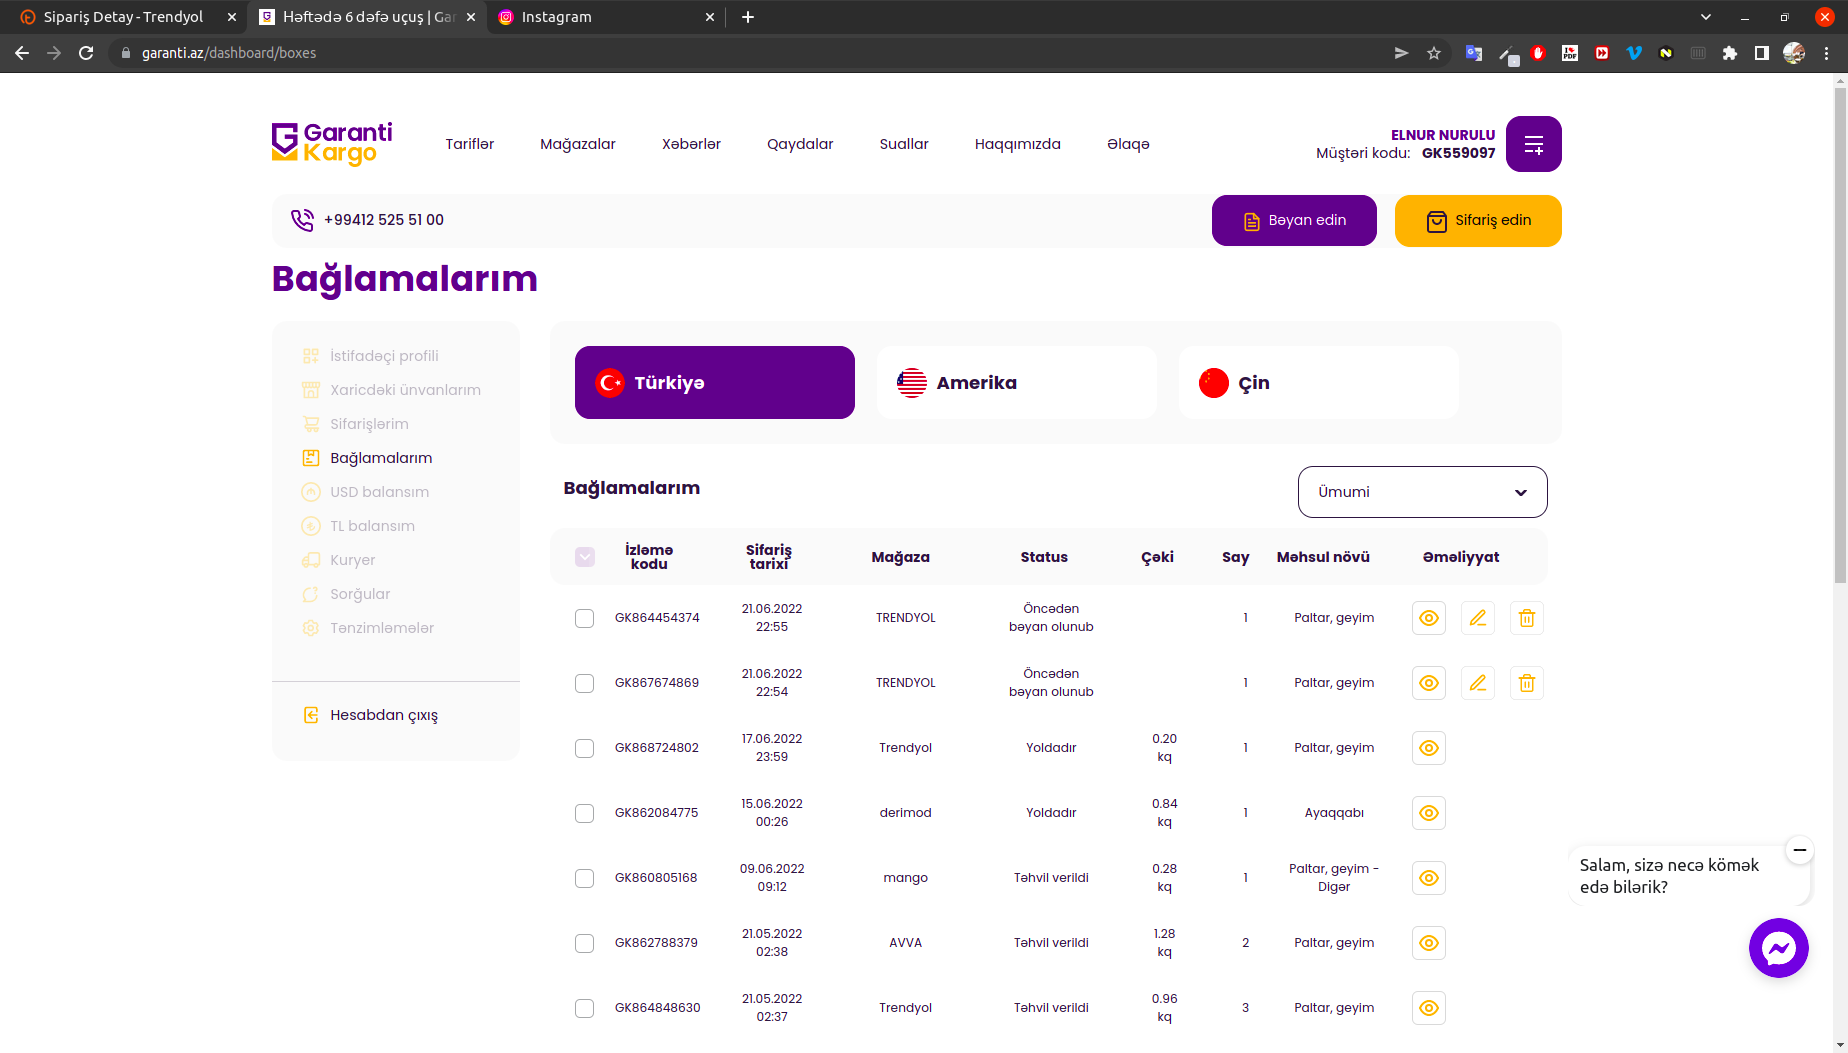 Sipariş Detay - Trendyol
Həftədə 6 dəfə uçuş | Gar
Instagram
garanti.az/dashboard/boxes
Garanti
Kargo
Tariflər
Mağazalar
Xəbərlər
Qaydalar
Suallar
Haqqımızda
Əlaqə
ELNUR NURULU
Müştəri kodu: GK559097
+99412 525 51 00
Bəyan edin
Sifariş edin
Bağlamalarım
İstifadəçi profili
Xaricdəki ünvanlarım
Sifarişlərim
Bağlamalarım
USD balansım
TL balansım
Kuryer
Sorğular
Tənzimləmələr
Hesabdan çıxış
Türkiyə
Amerika
Çin
Bağlamalarım
Ümumi
İzləmə kodu Sifariş tarixi Mağaza Status Çəki Say Məhsul növü Əməliyyat
GK864454374 21.06.2022 22:55 TRENDYOL Öncədən bəyan olunub 1 Paltar, geyim
GK867674869 21.06.2022 22:54 TRENDYOL Öncədən bəyan olunub 1 Paltar, geyim
GK868724802 17.06.2022 23:59 Trendyol Yoldadır 0.20 kq 1 Paltar, geyim
GK862084775 15.06.2022 00:26 derimod Yoldadır 0.84 kq 1 Ayaqqabı
GK860805168 09.06.2022 09:12 mango Təhvil verildi 0.28 kq 1 Paltar, geyim - Digər
GK862788379 21.05.2022 02:38 AVVA Təhvil verildi 1.28 kq 2 Paltar, geyim
GK864848630 21.05.2022 02:37 Trendyol Təhvil verildi 0.96 kq 3 Paltar, geyim
Salam, sizə necə kömək
edə bilərik?